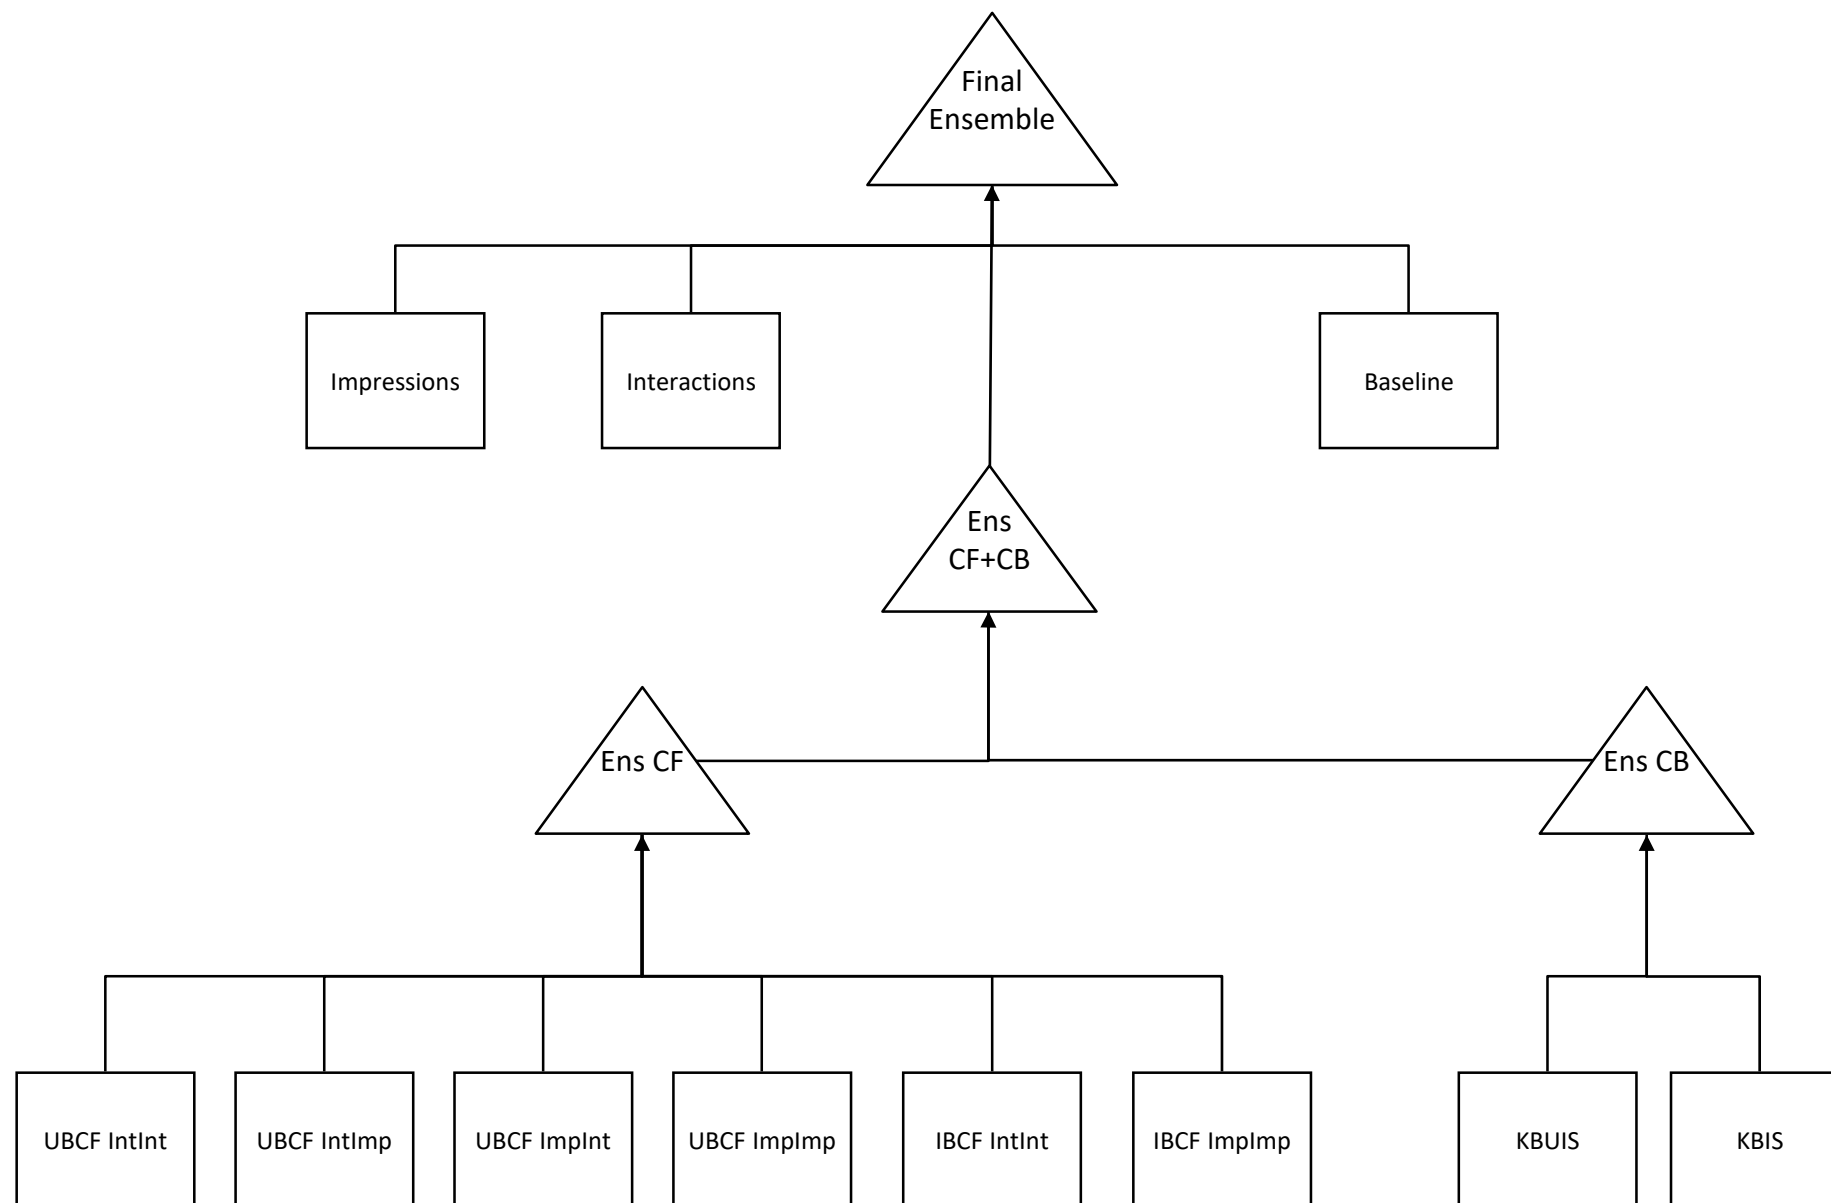 Final
Ensemble
Impressions
Interactions
Baseline
Ens
CF+CB
Ens CF
Ens CB
UBCF IntInt
UBCF IntImp
UBCF ImpInt
UBCF ImpImp
IBCF IntInt
IBCF ImpImp
KBUIS
KBIS